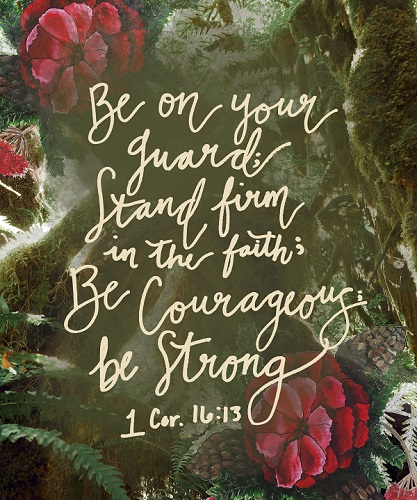 Be on your
guard;
Stand firm
in the faith;
Be Courageous;
be Strong
1 Cor. 16:13